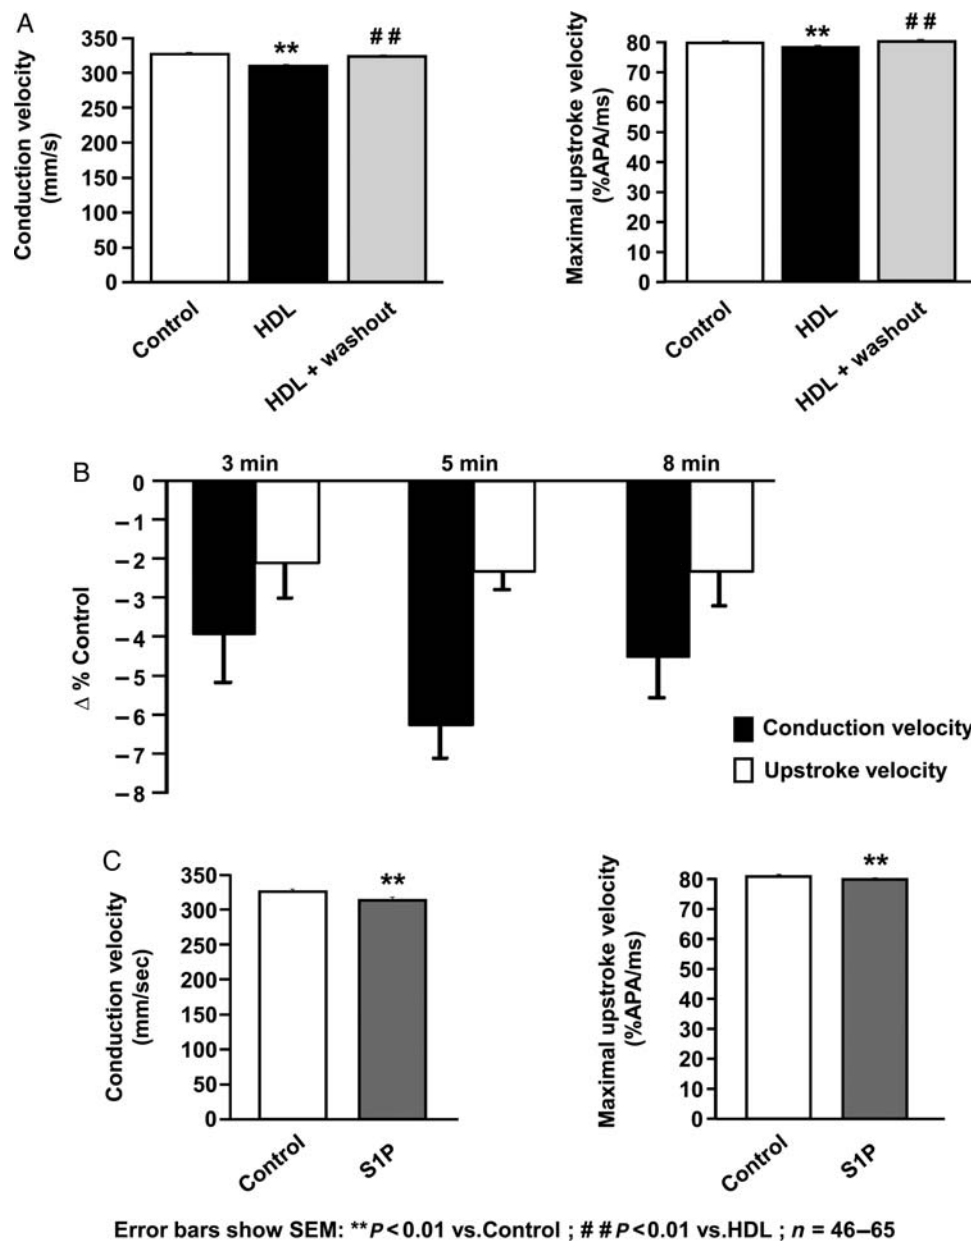 A
Conduction velocity
(mm/s)
350
300
250
200
150
100
50
0
**
##
Control
HDL
HDL + washout
Maximal upstroke velocity
(%APA/ms)
80
70
60
50
40
30
20
10
0
**
##
Control
HDL
HDL + washout
B
3 min
5 min
8 min
Δ % Control
0
−1
−2
−3
−4
−5
−6
−7
−8
Conduction velocity
Upstroke velocity
C
Conduction velocity
(mm/sec)
350
300
250
200
150
100
50
0
**
Control
S1P
Maximal upstroke velocity
(%APA/ms)
80
70
60
50
40
30
20
10
0
**
Control
S1P
Error bars show SEM: **P<0.01 vs.Control ; ##P<0.01 vs.HDL ; n = 46–65